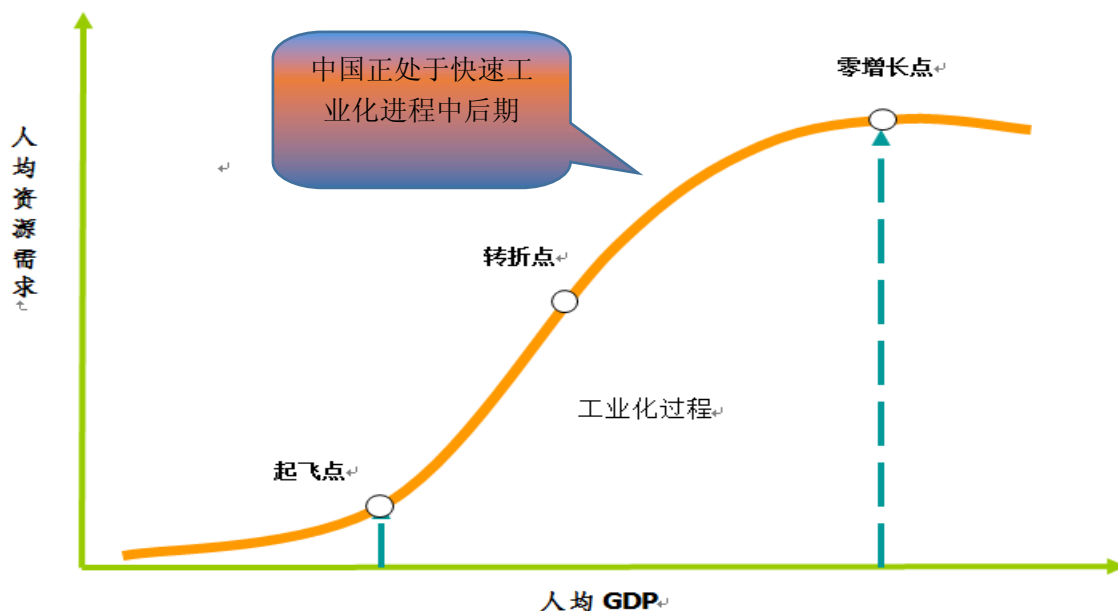 中国正处于快速工
业化进程中后期
零增长点
人
均
资
源
需
求
转折点
工业化过程
起飞点
人均 GDP